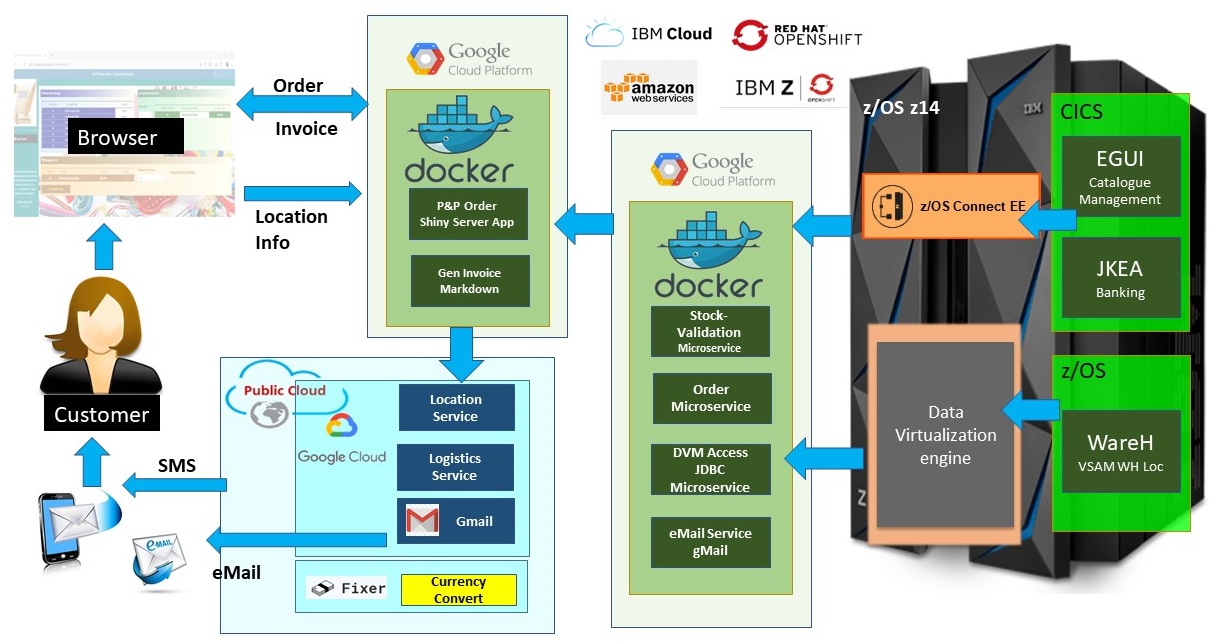 Browser
Order
Invoice
Location
Info
Customer
SMS
eMail
E-MAIL
Google
Cloud Platform
docker
P&P Order
Shiny Server App
Gen Invoice
Markdown
Public Cloud
Google Cloud
Location
Service
Logistics
Service
Gmail
Fixer
Currency
Convert
IBM Cloud
RED HAT
OPENSHIFT
amazon
web services
IBM Z
OPENSHIFT
Google
Cloud Platform
docker
Stock-
Validation
Microservice
Order
Microservice
DVM Access
JDBC
Microservice
eMail Service
gMail
z/OS z14
IBM
z/OS Connect EE
Data
Virtualization
engine
Z
CICS
EGUI
Catalogue
Management
JKEA
Banking
z/OS
WareH
VSAM WH Loc